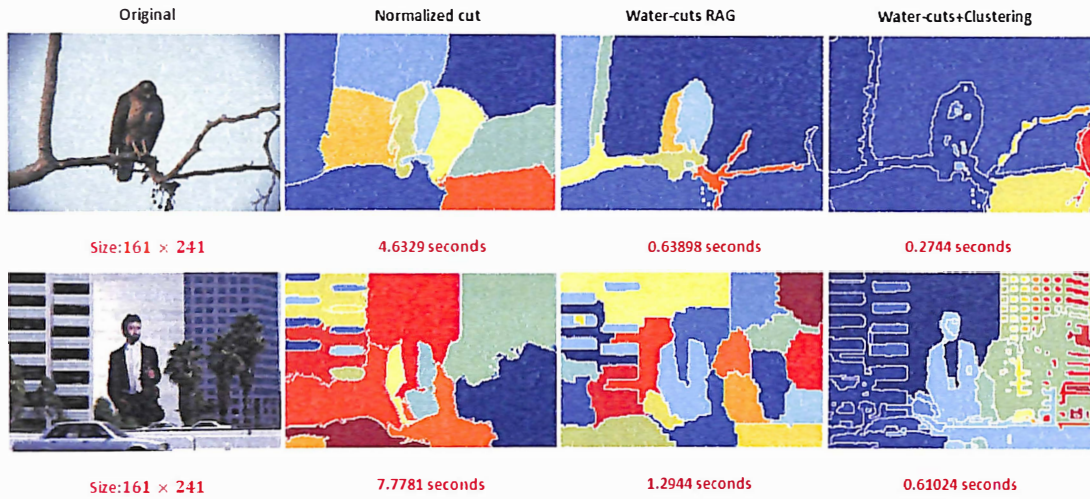 Original Normalized cut Water-cuts RAG Water-cuts+Clustering
Size:161 × 241 4.6329 seconds 0.63898 seconds 0.2744 seconds
Size:161 × 241 7.7781 seconds 1.2944 seconds 0.61024 seconds